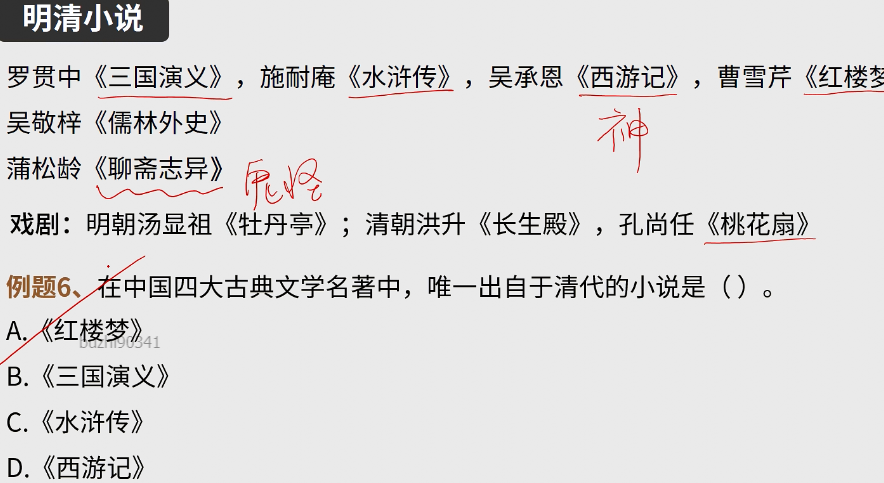 明清小说
罗贯中《三国演义》，施耐庵《水浒传》，吴承恩《西游记》，曹雪芹《红楼梦
吴敬梓《儒林外史》
神
蒲松龄《聊斋志异》
鬼怪
戏剧：明朝汤显祖《牡丹亭》；清朝洪升《长生殿》，孔尚任《桃花扇》
例题6、在中国四大古典文学名著中，唯一出自于清代的小说是（ ）。
A.《红楼梦》
B.《三国演义》
C.《水浒传》
D.《西游记》